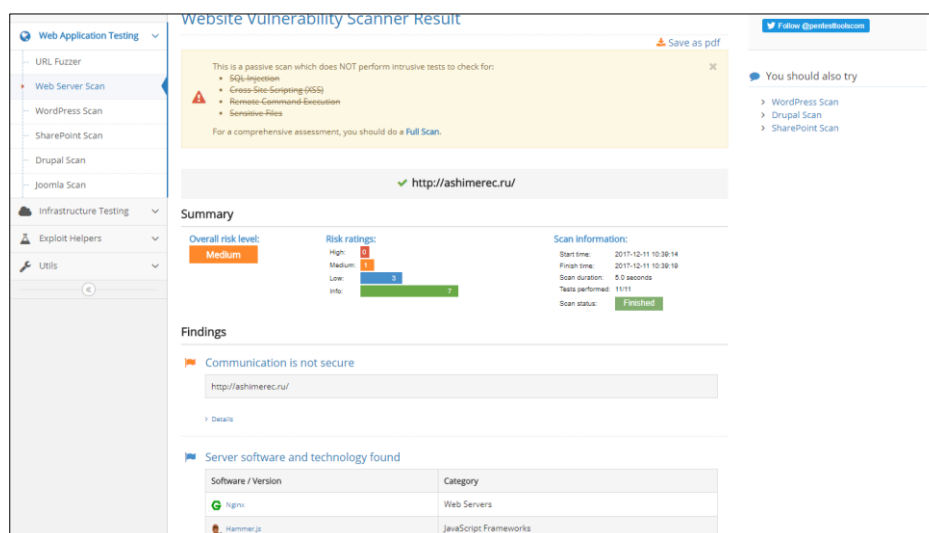 Website Vulnerability Scanner Result
Save as pdf
Follow @pentesttoolscom
Web Application Testing
URL Fuzzer
Web Server Scan
WordPress Scan
SharePoint Scan
Drupal Scan
Joomla Scan
Infrastructure Testing
Exploit Helpers
Utils
This is a passive scan which does NOT perform intrusive tests to check for:
SQL Injection
Cross Site Scripting (XSS)
Remote Command Execution
Sensitive Files
For a comprehensive assessment, you should do a Full Scan.
You should also try
WordPress Scan
Drupal Scan
SharePoint Scan
http://ashimerec.ru/
Summary
Overall risk level:
Medium
Risk ratings:
High: 0
Medium: 1
Low: 3
Info: 7
Scan information:
Start time: 2017-12-11 10:39:14
Finish time: 2017-12-11 10:39:19
Scan duration: 5.0 seconds
Tests performed: 11/11
Scan status: Finished
Findings
Communication is not secure
http://ashimerec.ru/
Details
Server software and technology found
Software / Version Category
Nginx Web Servers
Hammer.js JavaScript Frameworks